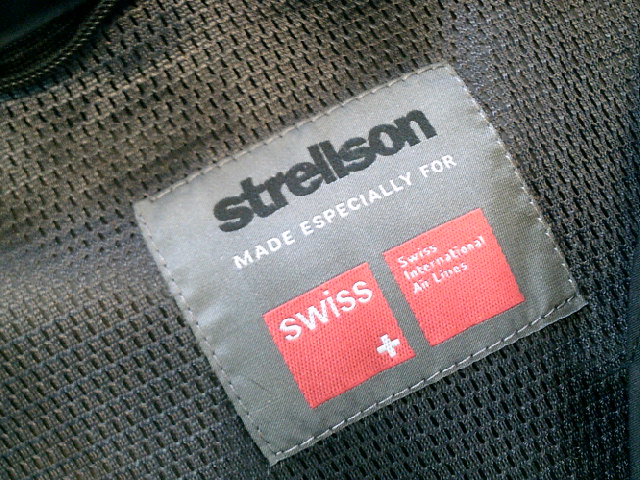 strellson
MADE ESPECIALLY FOR
swiss
Swiss
International
Air Lines